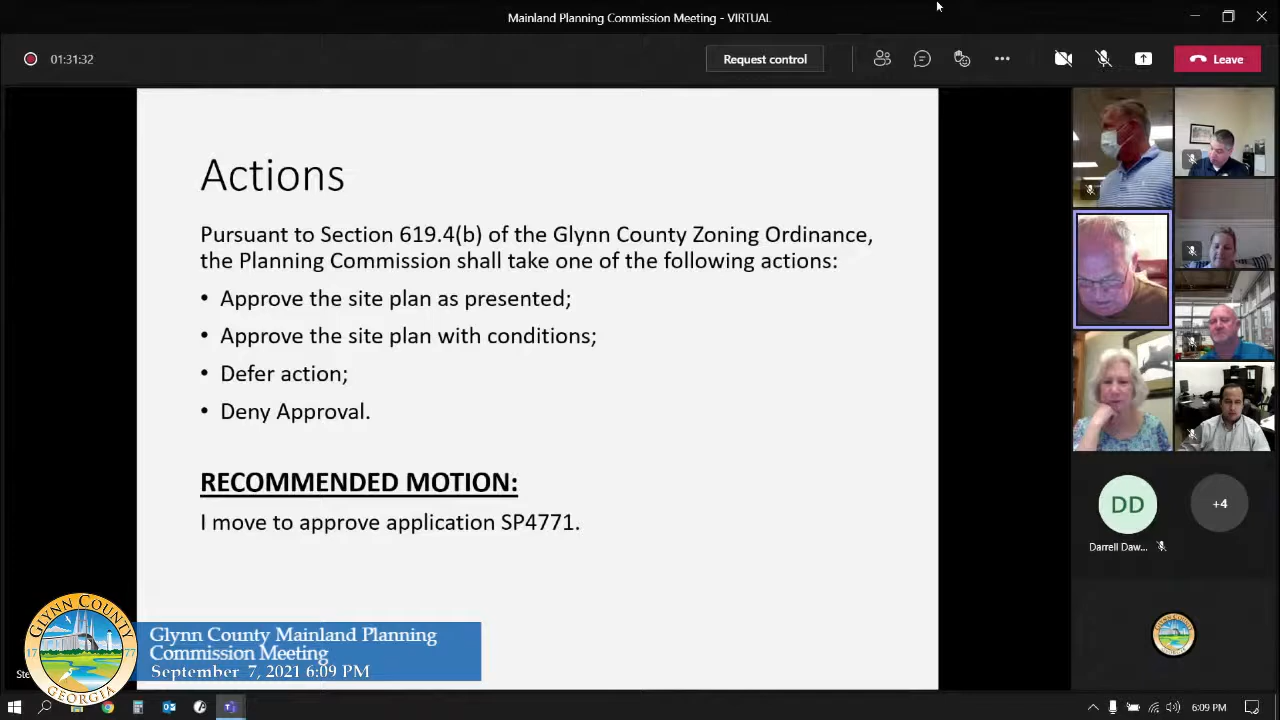 Mainland Planning Commission Meeting - VIRTUAL
01:31:32
Request control
Leave
Actions
Pursuant to Section 619.4(b) of the Glynn County Zoning Ordinance,
the Planning Commission shall take one of the following actions:
• Approve the site plan as presented;
• Approve the site plan with conditions;
• Defer action;
• Deny Approval.
RECOMMENDED MOTION:
I move to approve application SP4771.
DD
+4
Darrell Daw...
GLYNN COUNTY
1777
GEORGIA
Glynn County Mainland Planning
Commission Meeting
September 7, 2021 6:09 PM
6:09 PM